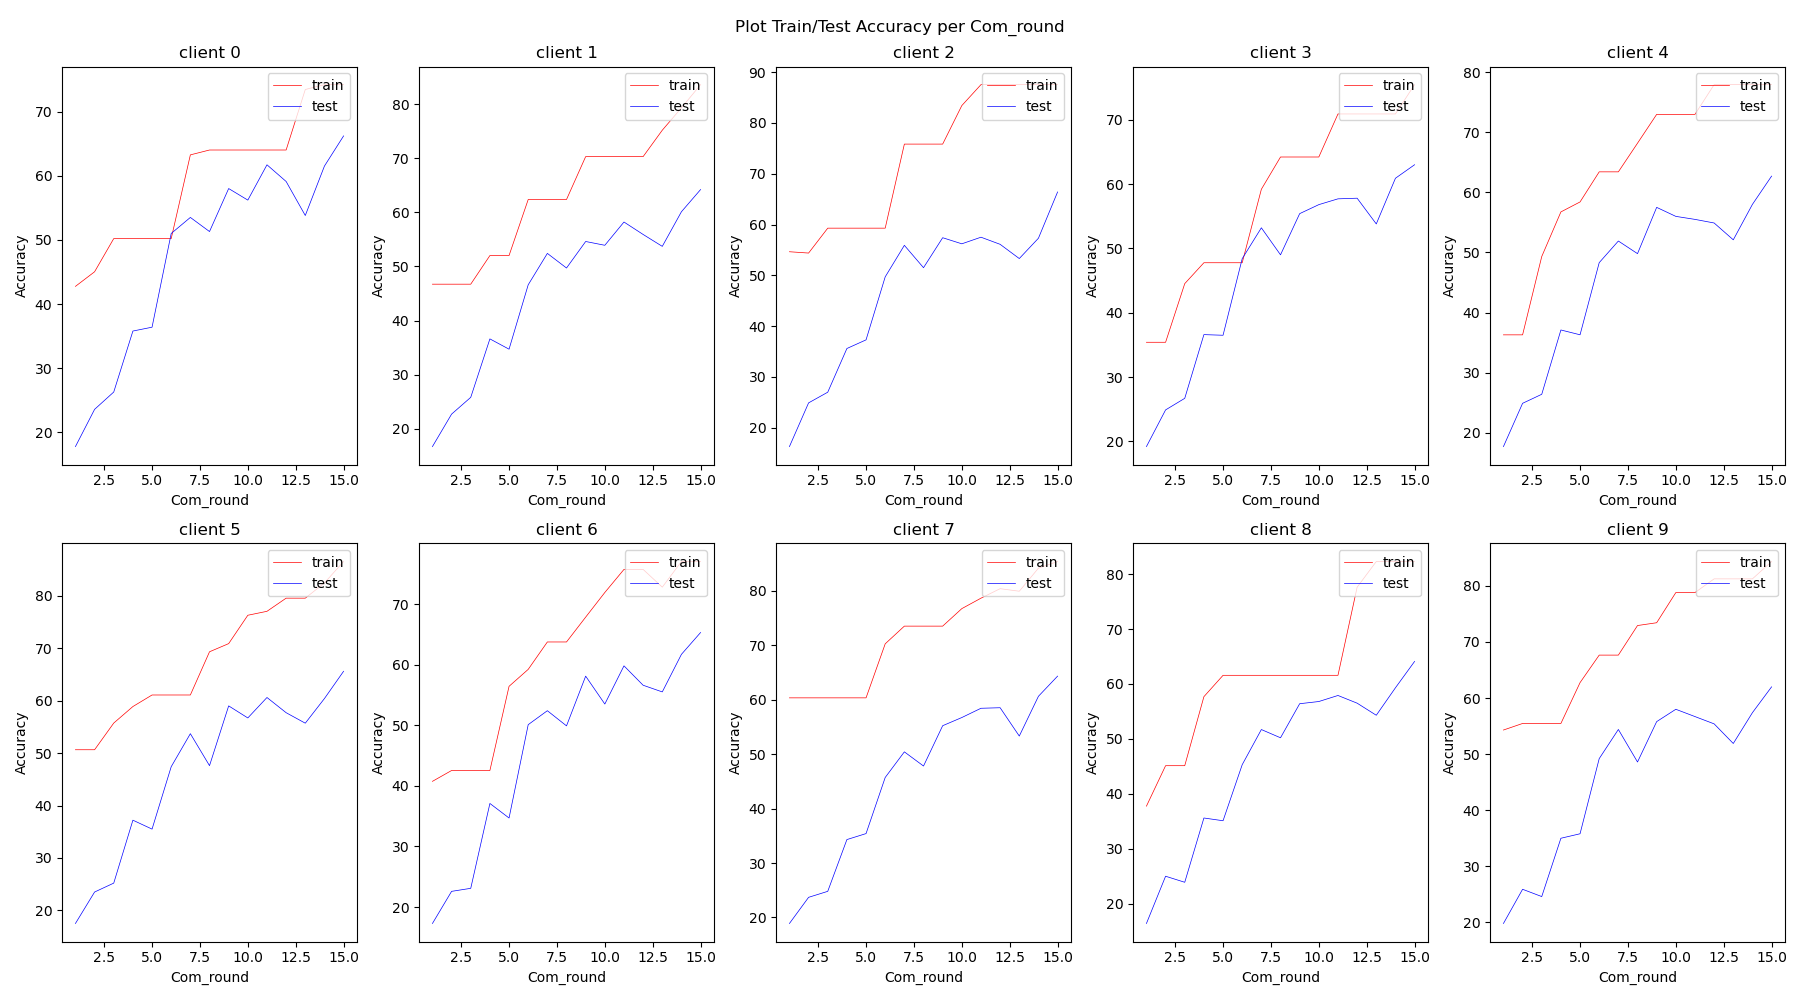 Plot Train/Test Accuracy per Com_round
client 0
70
60
50
40
30
20
Accuracy
2.5 5.0 7.5 10.0 12.5 15.0
Com_round
train
test
client 1
80
70
60
50
40
30
20
Accuracy
2.5 5.0 7.5 10.0 12.5 15.0
Com_round
train
test
client 2
90
80
70
60
50
40
30
20
Accuracy
2.5 5.0 7.5 10.0 12.5 15.0
Com_round
train
test
client 3
70
60
50
40
30
20
Accuracy
2.5 5.0 7.5 10.0 12.5 15.0
Com_round
train
test
client 4
80
70
60
50
40
30
20
Accuracy
2.5 5.0 7.5 10.0 12.5 15.0
Com_round
train
test
client 5
80
70
60
50
40
30
20
Accuracy
2.5 5.0 7.5 10.0 12.5 15.0
Com_round
train
test
client 6
70
60
50
40
30
20
Accuracy
2.5 5.0 7.5 10.0 12.5 15.0
Com_round
train
test
client 7
80
70
60
50
40
30
20
Accuracy
2.5 5.0 7.5 10.0 12.5 15.0
Com_round
train
test
client 8
80
70
60
50
40
30
20
Accuracy
2.5 5.0 7.5 10.0 12.5 15.0
Com_round
train
test
client 9
80
70
60
50
40
30
20
Accuracy
2.5 5.0 7.5 10.0 12.5 15.0
Com_round
train
test